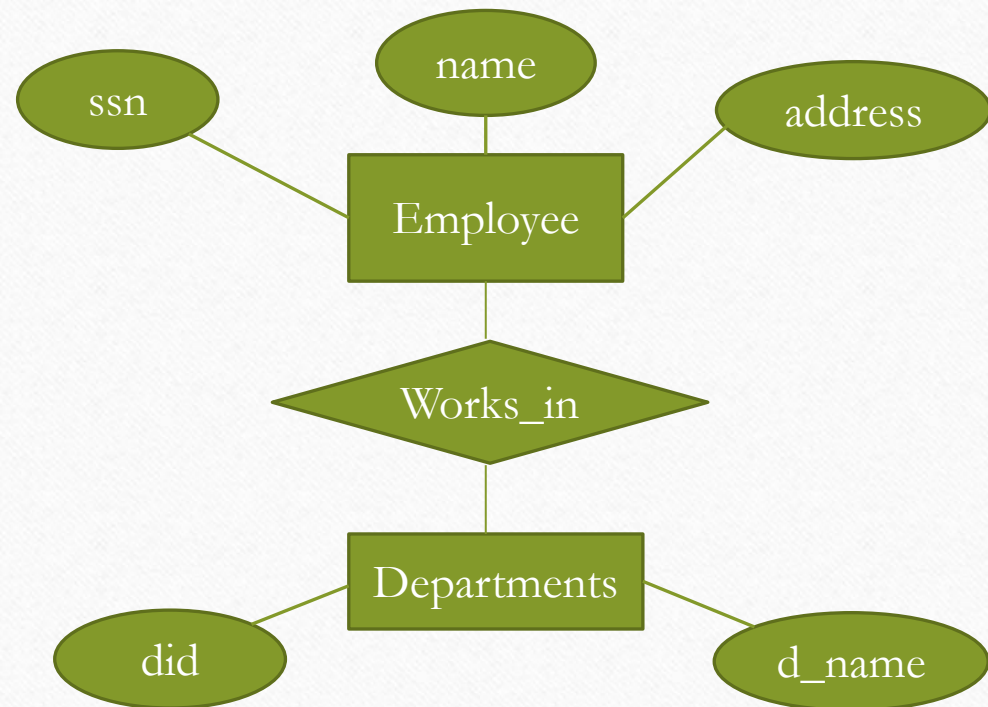 name
ssn
address
Employee
Works_in
Departments
did
d_name